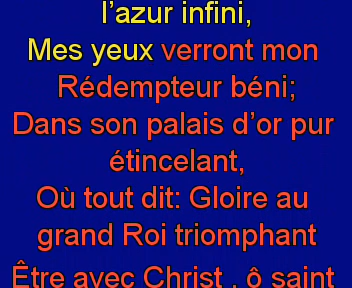 l’azur infini,
Mes yeux verront mon
Rédempteur béni;
Dans son palais d’or pur
étincelant,
Où tout dit: Gloire au
grand Roi triomphant
Être avec Christ , ô saint